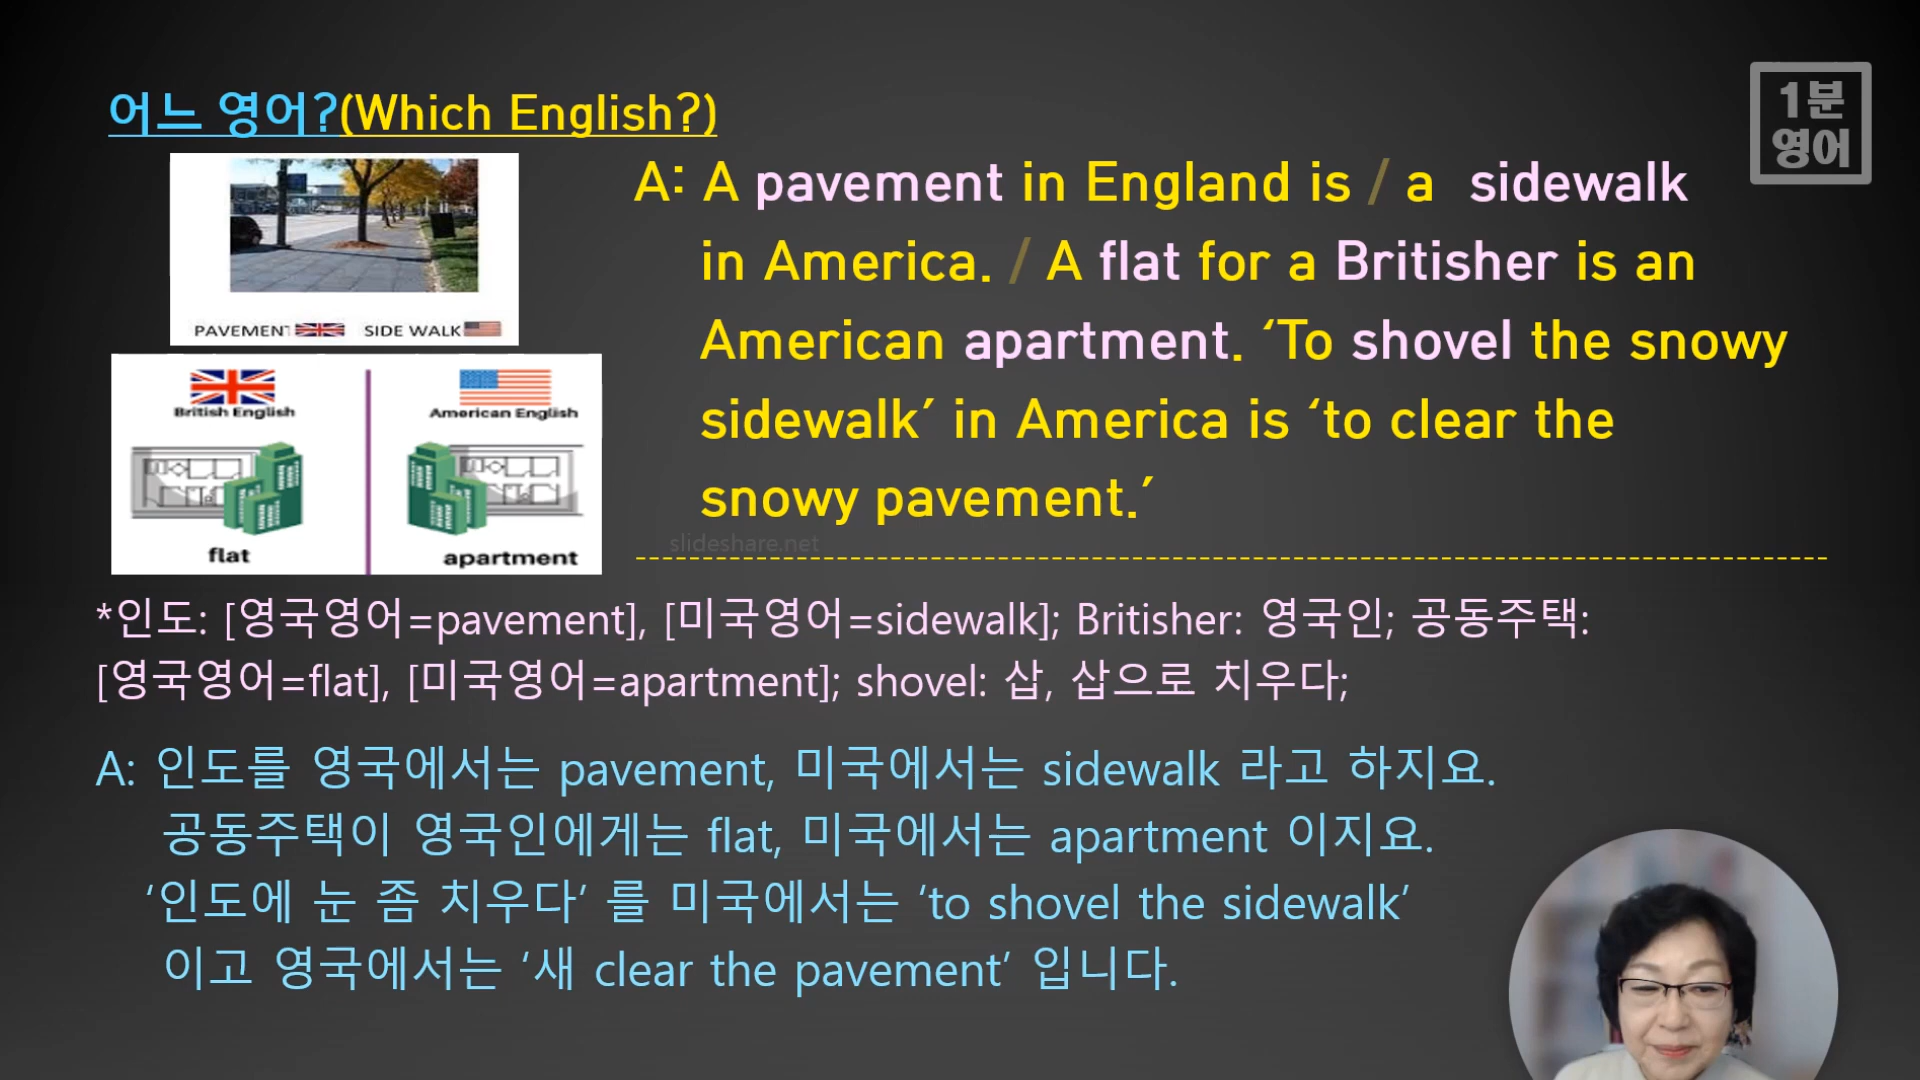 어느 영어?(Which English?)
1분
영어
A: A pavement in England is / a sidewalk
in America. / A flat for a Britisher is an
American apartment. ‘To shovel the snowy
sidewalk’ in America is ‘to clear the
snowy pavement.’
PAVEMENT SIDE WALK
British English American English
flat apartment
slideshare.net
*인도: [영국영어=pavement], [미국영어=sidewalk]; Britisher: 영국인; 공동주택:
[영국영어=flat], [미국영어=apartment]; shovel: 삽, 삽으로 치우다;
A: 인도를 영국에서는 pavement, 미국에서는 sidewalk 라고 하지요.
공동주택이 영국인에게는 flat, 미국에서는 apartment 이지요.
‘인도에 눈 좀 치우다’ 를 미국에서는 ‘to shovel the sidewalk’
이고 영국에서는 ‘새 clear the pavement’ 입니다.